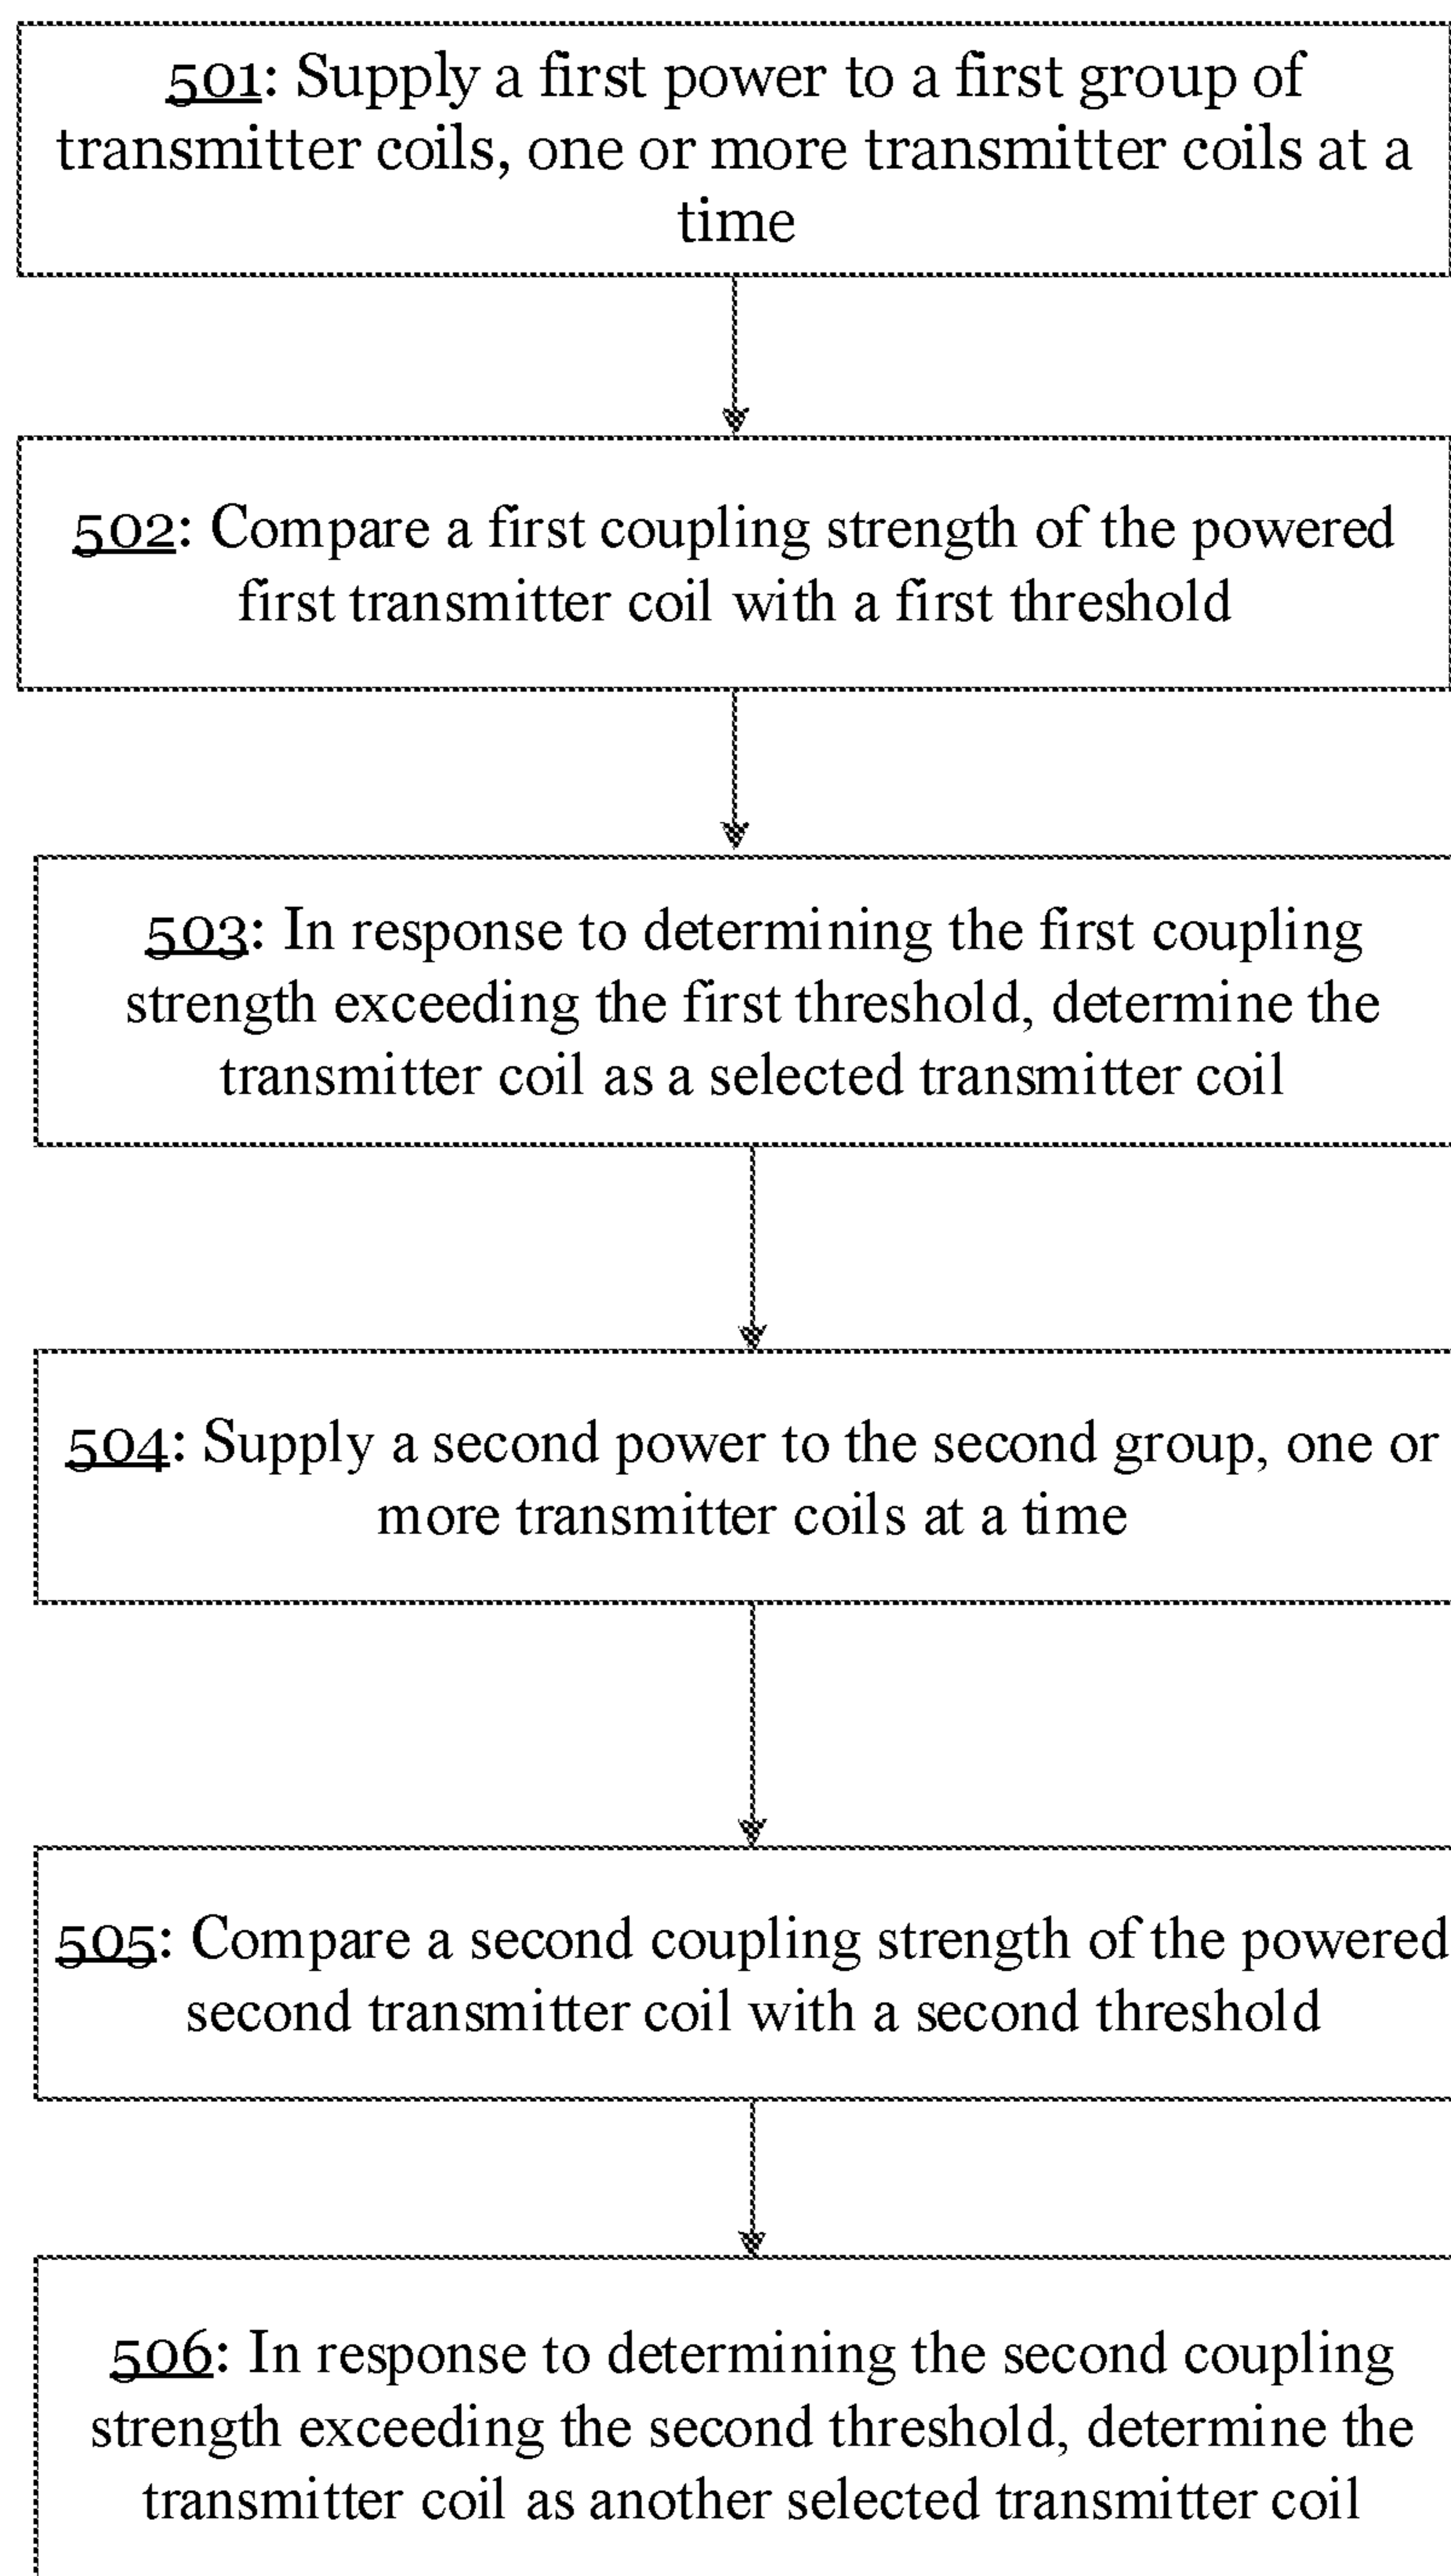 501: Supply a first power to a first group of
transmitter coils, one or more transmitter coils at a
time
502: Compare a first coupling strength of the powered
first transmitter coil with a first threshold
503: In response to determining the first coupling
strength exceeding the first threshold, determine the
transmitter coil as a selected transmitter coil
504: Supply a second power to the second group, one or
more transmitter coils at a time
505: Compare a second coupling strength of the powered
second transmitter coil with a second threshold
506: In response to determining the second coupling
strength exceeding the second threshold, determine the
transmitter coil as another selected transmitter coil